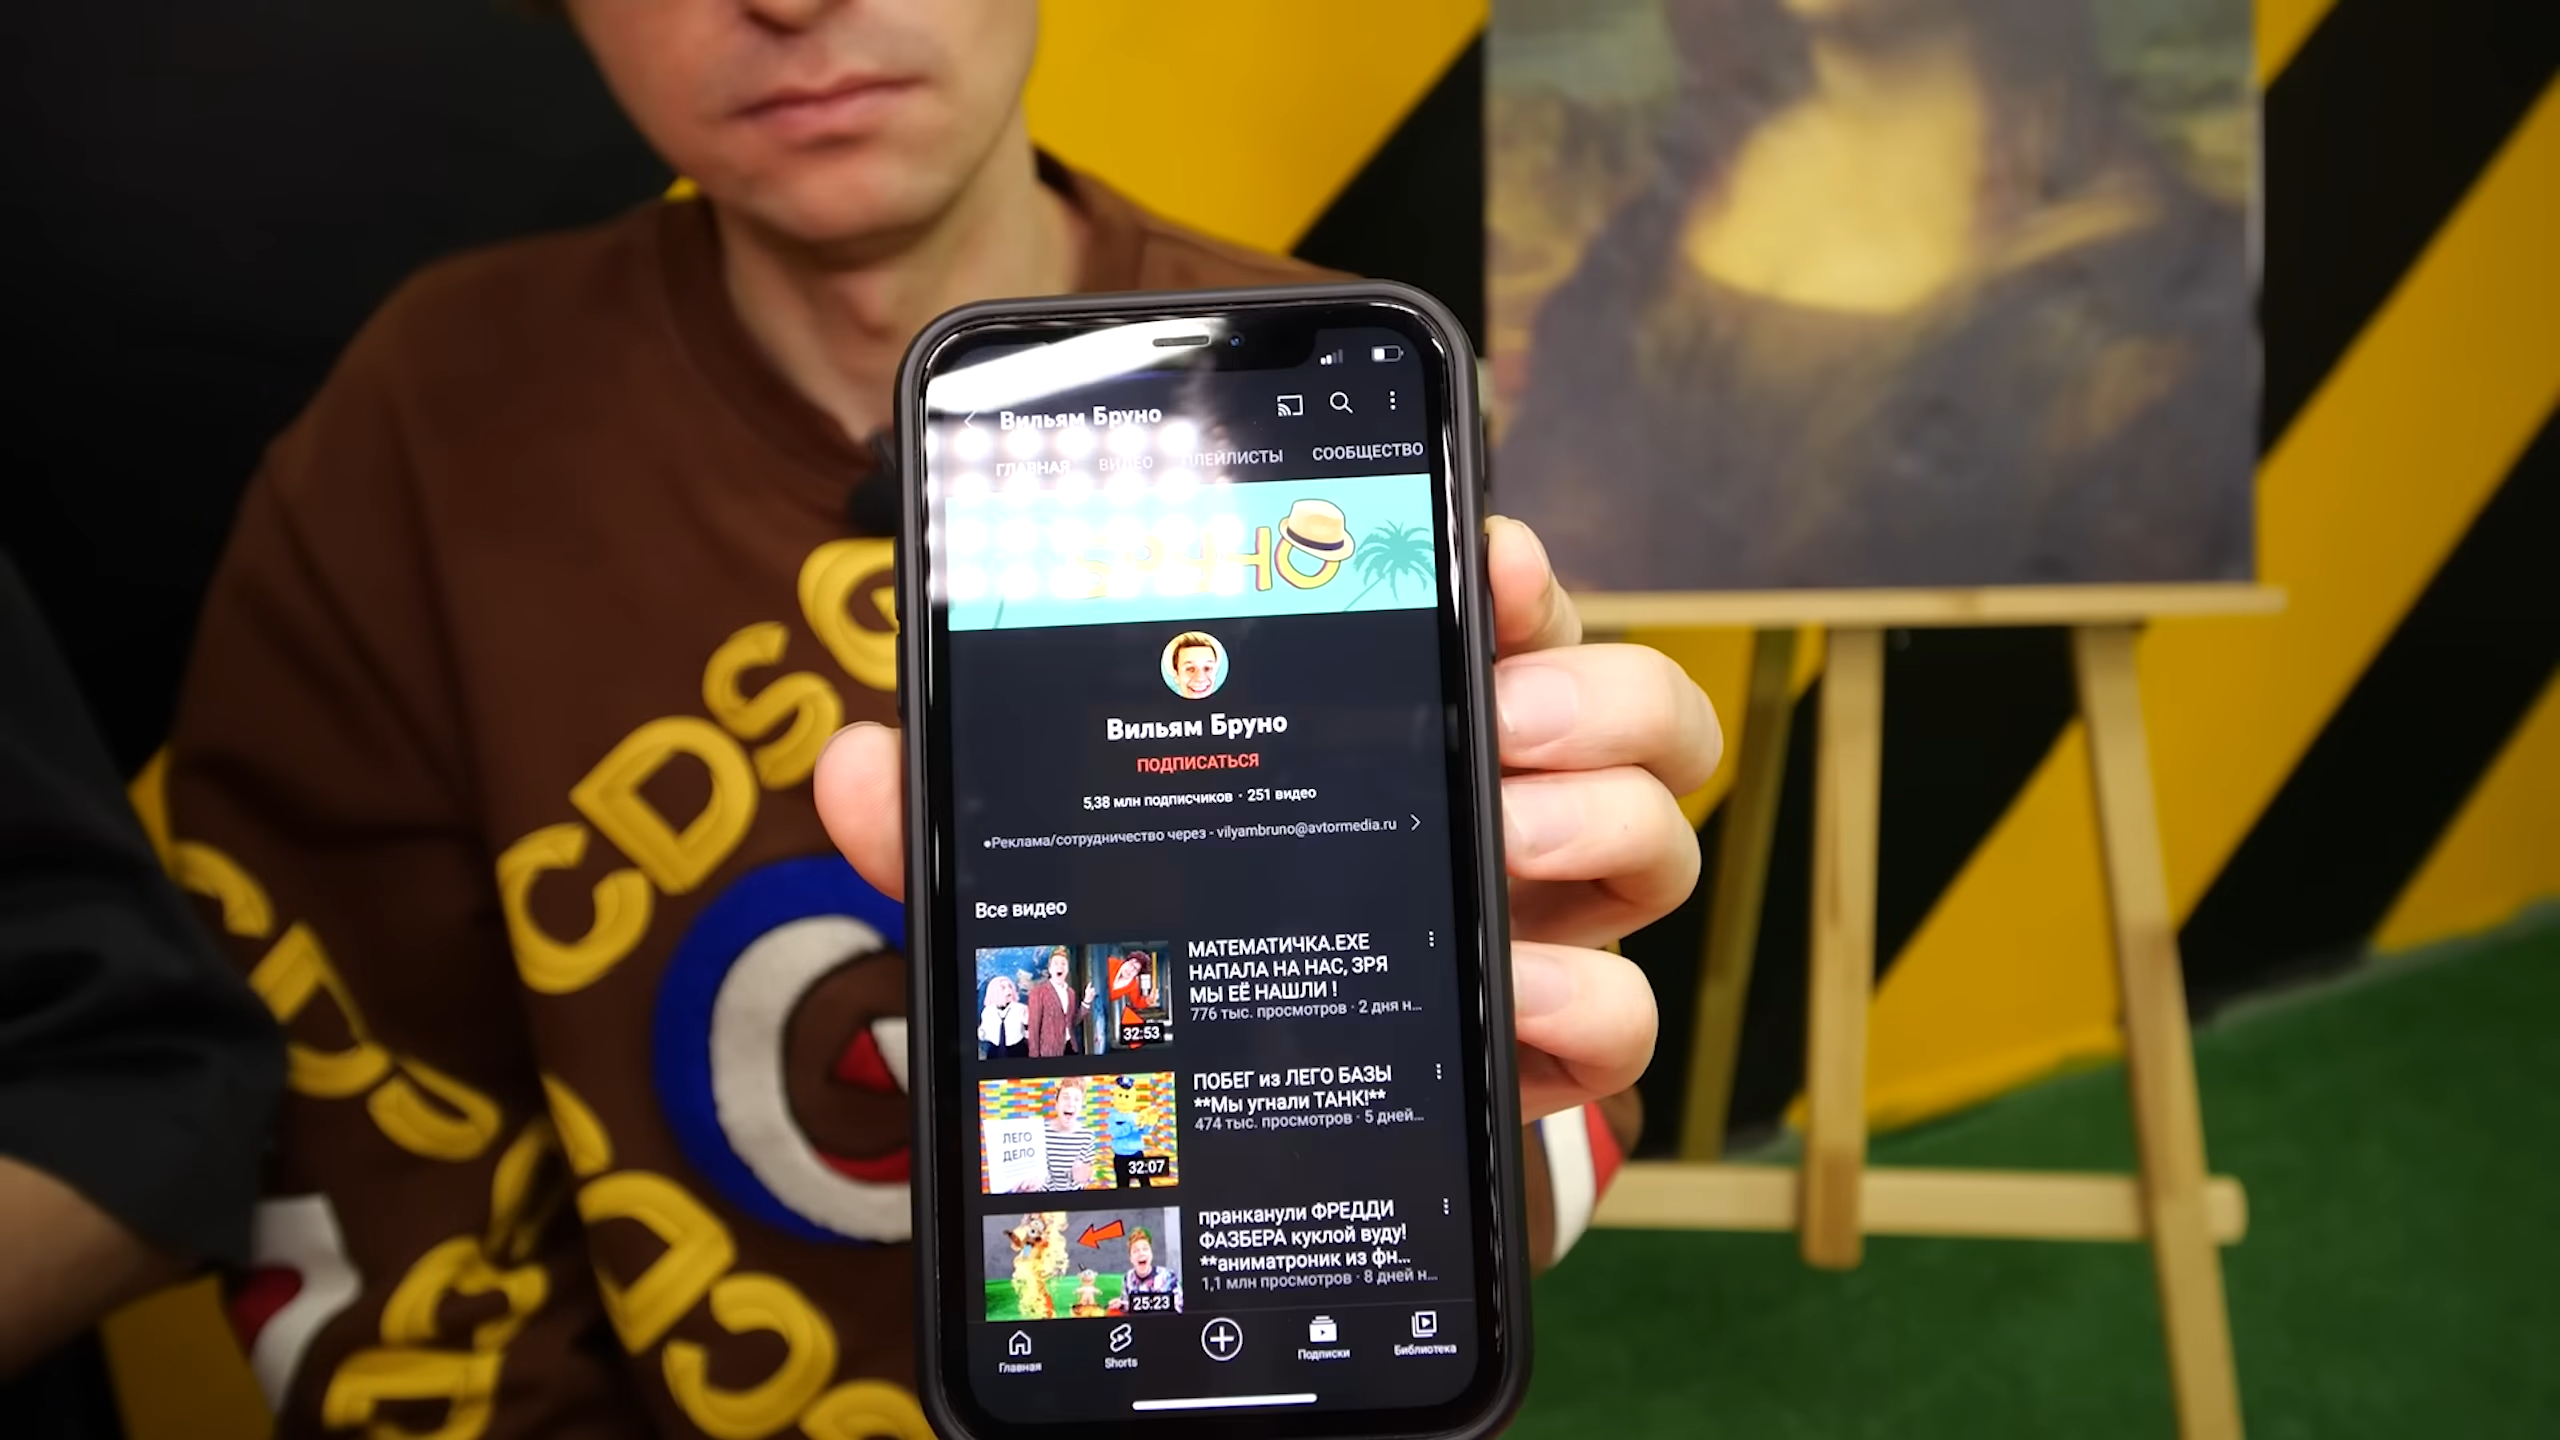 Вильям Бруно
ГЛАВНАЯ ВИДЕО ПЛЕЙЛИСТЫ СООБЩЕСТВО
БРУНО
Вильям Бруно
ПОДПИСАТЬСЯ
5,38 млн подписчиков · 251 видео
●Реклама/сотрудничество через - vilyambruno@avtormedia.ru
Все видео
МАТЕМАТИЧКА.EXE
НАПАЛА НА НАС, ЗРЯ
МЫ ЕЁ НАШЛИ !
776 тыс. просмотров · 2 дня н...
32:53
ПОБЕГ из ЛЕГО БАЗЫ
**Мы угнали ТАНК!**
474 тыс. просмотров · 5 дней...
ЛЕГО
ДЕЛО
32:07
пранканули ФРЕДДИ
ФАЗБЕРА куклой вуду!
**аниматроник из фн...
1,1 млн просмотров · 8 дней н...
25:23
Главная Shorts Подписки Библиотека
CDSG